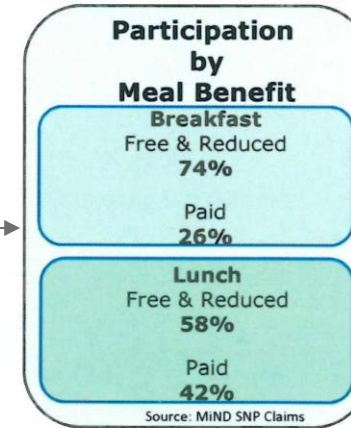 Participation
by
Meal Benefit
Breakfast
Free & Reduced
74%
Paid
26%
Lunch
Free & Reduced
58%
Paid
42%
Source: MiND SNP Claims